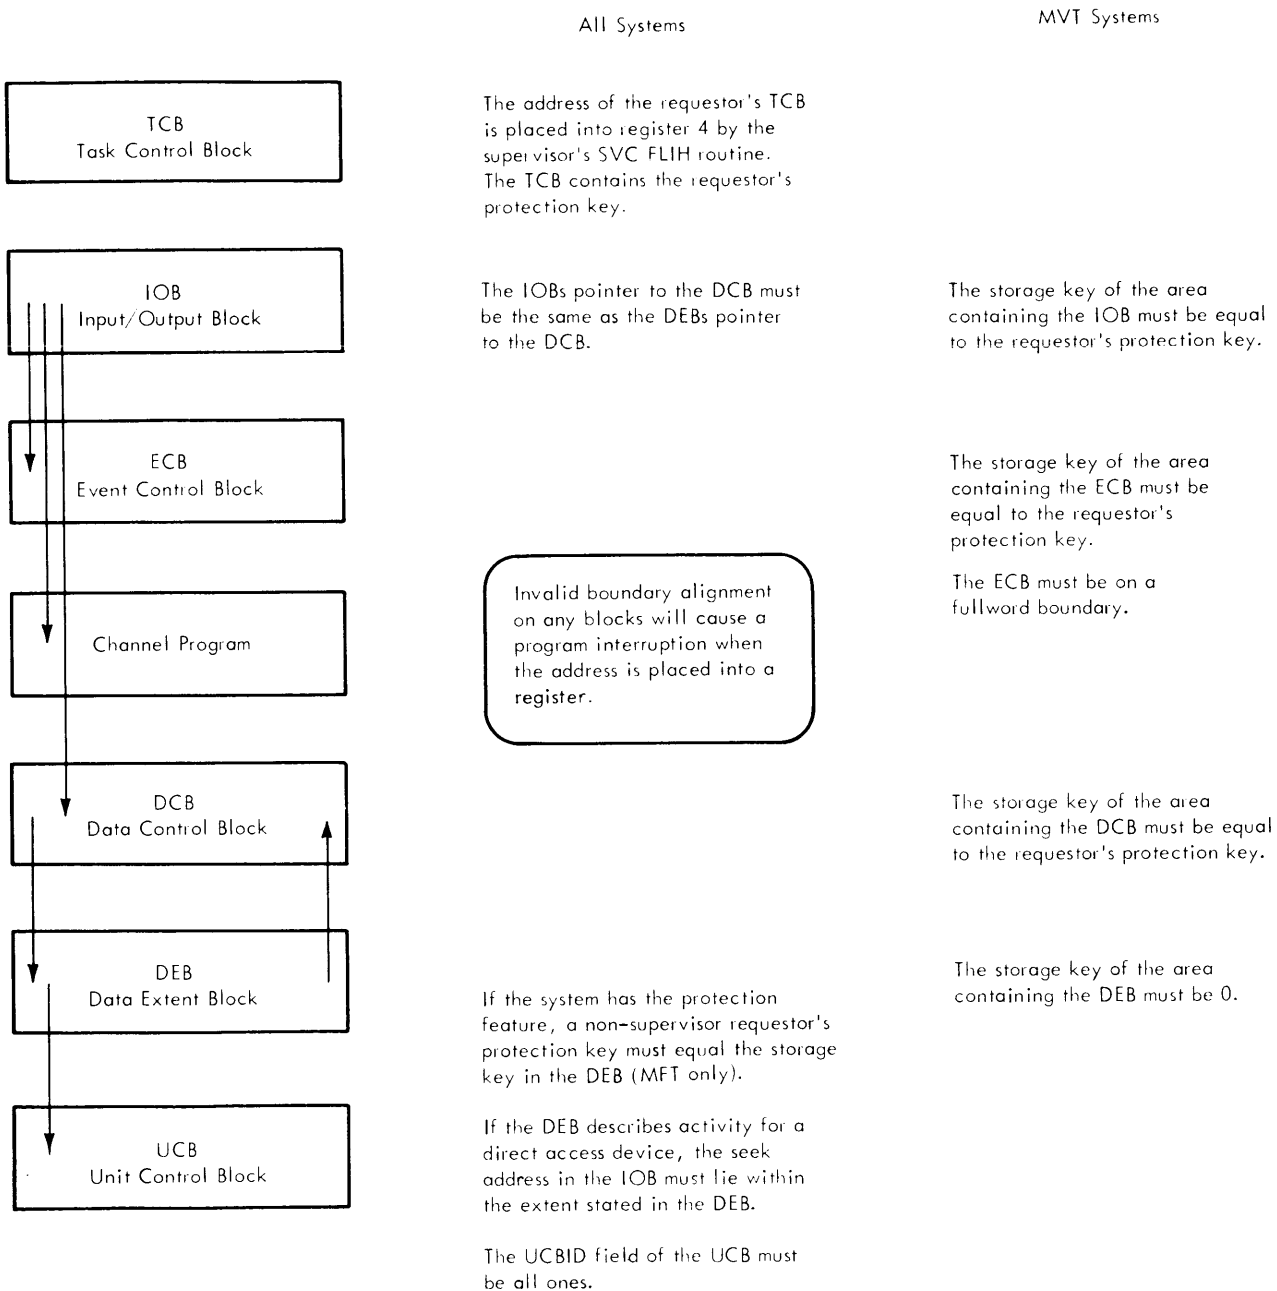 All Systems
MVT Systems
TCB
Task Control Block
The address of the requestor's TCB
is placed into register 4 by the
supervisor's SVC FLIH routine.
The TCB contains the requestor's
protection key.
IOB
Input/Output Block
The IOBs pointer to the DCB must
be the same as the DEBs pointer
to the DCB.
The storage key of the area
containing the IOB must be equal
to the requestor's protection key.
ECB
Event Control Block
The storage key of the area
containing the ECB must be
equal to the requestor's
protection key.
The ECB must be on a
fullword boundary.
Invalid boundary alignment
on any blocks will cause a
program interruption when
the address is placed into a
register.
Channel Program
DCB
Data Control Block
The storage key of the area
containing the DCB must be equal
to the requestor's protection key.
DEB
Data Extent Block
The storage key of the area
containing the DEB must be 0.
If the system has the protection
feature, a non-supervisor requestor's
protection key must equal the storage
key in the DEB (MFT only).
If the DEB describes activity for a
direct access device, the seek
address in the IOB must lie within
the extent stated in the DEB.
UCB
Unit Control Block
The UCBID field of the UCB must
be all ones.